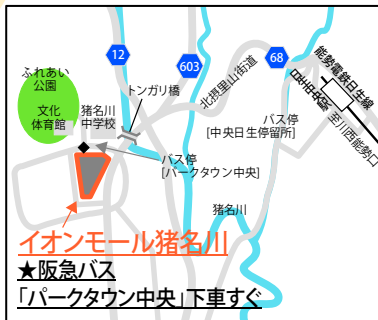 12
603
68
ふれあい
公園
文化
体育館
猪名川
中学校
トンガリ橋
北摂里山街道
能勢電鉄日生線
日生中央駅
至川西能勢口
バス停
[中央日生停留所]
バス停
[パークタウン中央]
猪名川
イオンモール猪名川
★阪急バス
「パークタウン中央」下車すぐ